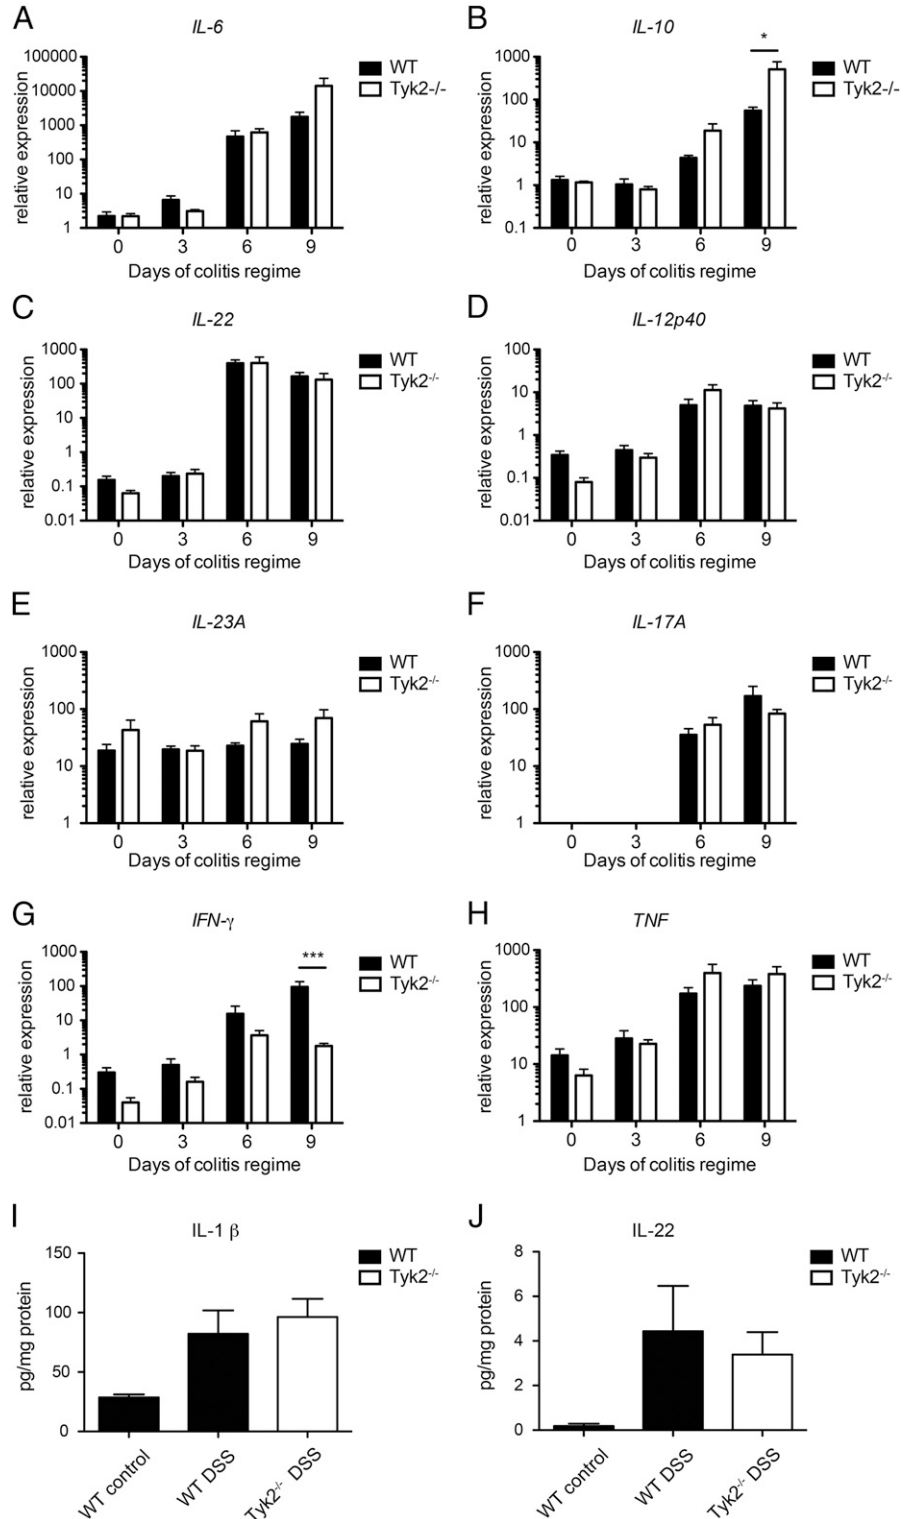 A
IL-6
relative expression
100000
10000
1000
100
10
1
0 3 6 9
Days of colitis regime
WT
Tyk2-/-
B
IL-10
*
relative expression
1000
100
10
1
0.1
0 3 6 9
Days of colitis regime
WT
Tyk2-/-
C
IL-22
relative expression
1000
100
10
1
0.1
0.01
0 3 6 9
Days of colitis regime
WT
Tyk2-/-
D
IL-12p40
relative expression
100
10
1
0.1
0.01
0 3 6 9
Days of colitis regime
WT
Tyk2-/-
E
IL-23A
relative expression
1000
100
10
1
0 3 6 9
Days of colitis regime
WT
Tyk2-/-
F
IL-17A
relative expression
1000
100
10
1
0 3 6 9
Days of colitis regime
WT
Tyk2-/-
G
IFN-γ
***
relative expression
1000
100
10
1
0.1
0.01
0 3 6 9
Days of colitis regime
WT
Tyk2-/-
H
TNF
relative expression
1000
100
10
1
0 3 6 9
Days of colitis regime
WT
Tyk2-/-
I
IL-1 β
pg/mg protein
150
100
50
0
WT control
WT DSS
Tyk2-/- DSS
WT
Tyk2-/-
J
IL-22
pg/mg protein
8
6
4
2
0
WT control
WT DSS
Tyk2-/- DSS
WT
Tyk2-/-